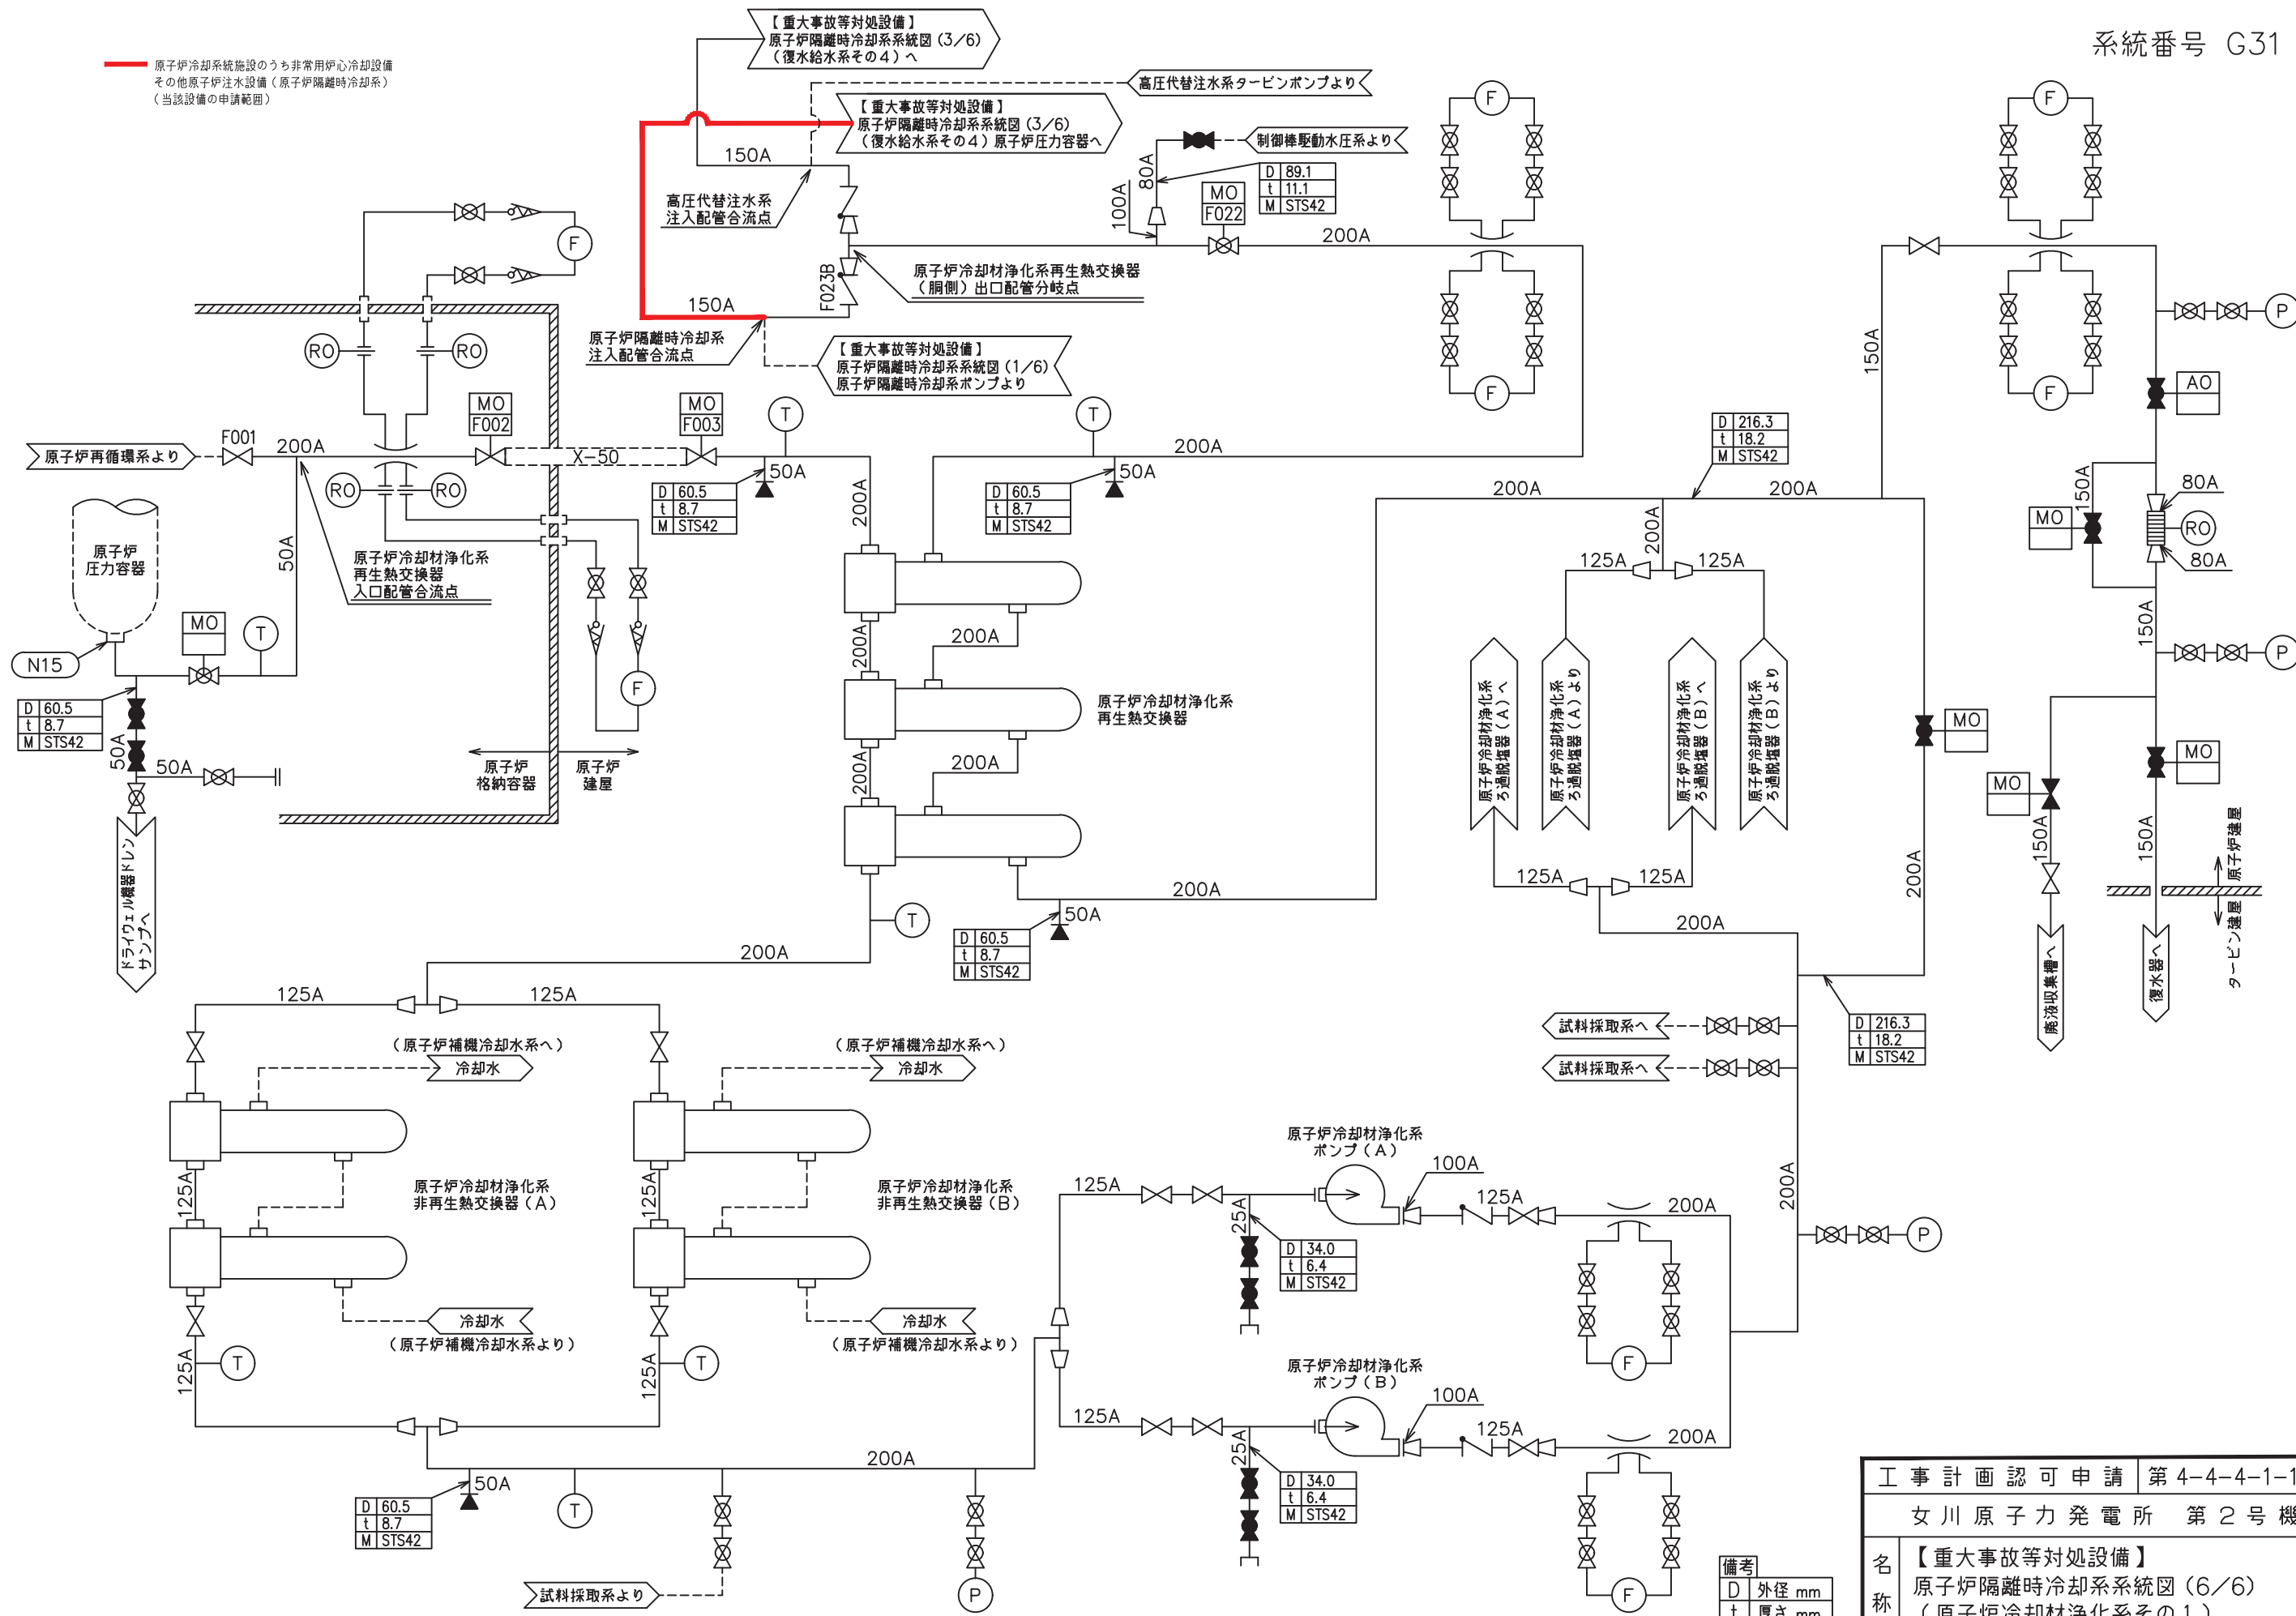 系統番号 G31
原子炉冷却系統施設のうち非常用炉心冷却設備
その他原子炉注水設備（原子炉隔離時冷却系）
（当該設備の申請範囲）
【重大事故等対処設備】
原子炉隔離時冷却系系統図(3/6)
（復水給水系その4）へ
高圧代替注水系タービンポンプより
【重大事故等対処設備】
原子炉隔離時冷却系系統図(3/6)
（復水給水系その4）原子炉圧力容器へ
制御棒駆動水圧系より
150A
80A
100A
D 89.1
t 11.1
M STS42
MO
F022
200A
高圧代替注水系
注入配管合流点
F
F
F
原子炉冷却材浄化系再生熱交換器
（胴側）出口配管分岐点
F023B
150A
原子炉隔離時冷却系
注入配管合流点
【重大事故等対処設備】
原子炉隔離時冷却系系統図(1/6)
原子炉隔離時冷却系ポンプより
P
150A
RO
RO
F
F
AO
原子炉再循環系より
F001
200A
MO
F002
X-50
MO
F003
T
T
200A
50A
50A
D 60.5
t 8.7
M STS42
D 60.5
t 8.7
M STS42
D 216.3
t 18.2
M STS42
RO
RO
200A
200A
200A
200A
150A
80A
MO
RO
80A
原子炉
圧力容器
50A
原子炉冷却材浄化系
再生熱交換器
入口配管合流点
125A
125A
MO
T
N15
200A
200A
150A
P
F
D 60.5
t 8.7
M STS42
50A
50A
原子炉冷却材浄化系
再生熱交換器
原子炉冷却材浄化系
ろ過脱塩器（A）へ
原子炉冷却材浄化系
ろ過脱塩器（A）より
原子炉冷却材浄化系
ろ過脱塩器（B）へ
原子炉冷却材浄化系
ろ過脱塩器（B）より
MO
MO
MO
200A
200A
原子炉
格納容器
原子炉
建屋
ドライウェル機器ドレン
サンプへ
150A
150A
原子炉建屋
タービン建屋
200A
125A
125A
200A
200A
T
50A
D 60.5
t 8.7
M STS42
200A
廃液収集槽へ
復水器へ
125A
125A
試料採取系へ
試料採取系へ
D 216.3
t 18.2
M STS42
（原子炉補機冷却水系へ）
冷却水
（原子炉補機冷却水系へ）
冷却水
125A
原子炉冷却材浄化系
非再生熱交換器（A）
125A
原子炉冷却材浄化系
非再生熱交換器（B）
原子炉冷却材浄化系
ポンプ（A）
100A
125A
25A
125A
200A
200A
D 34.0
t 6.4
M STS42
P
F
冷却水
（原子炉補機冷却水系より）
冷却水
（原子炉補機冷却水系より）
125A
T
125A
T
原子炉冷却材浄化系
ポンプ（B）
100A
125A
25A
125A
200A
D 34.0
t 6.4
M STS42
F
200A
50A
D 60.5
t 8.7
M STS42
T
P
試料採取系より
工事計画認可申請 第4-4-4-1-1
女川原子力発電所 第2号機
名称
【重大事故等対処設備】
原子炉隔離時冷却系系統図(6/6)
（原子炉冷却材浄化系その1）
備考
D 外径 mm
t 厚さ mm